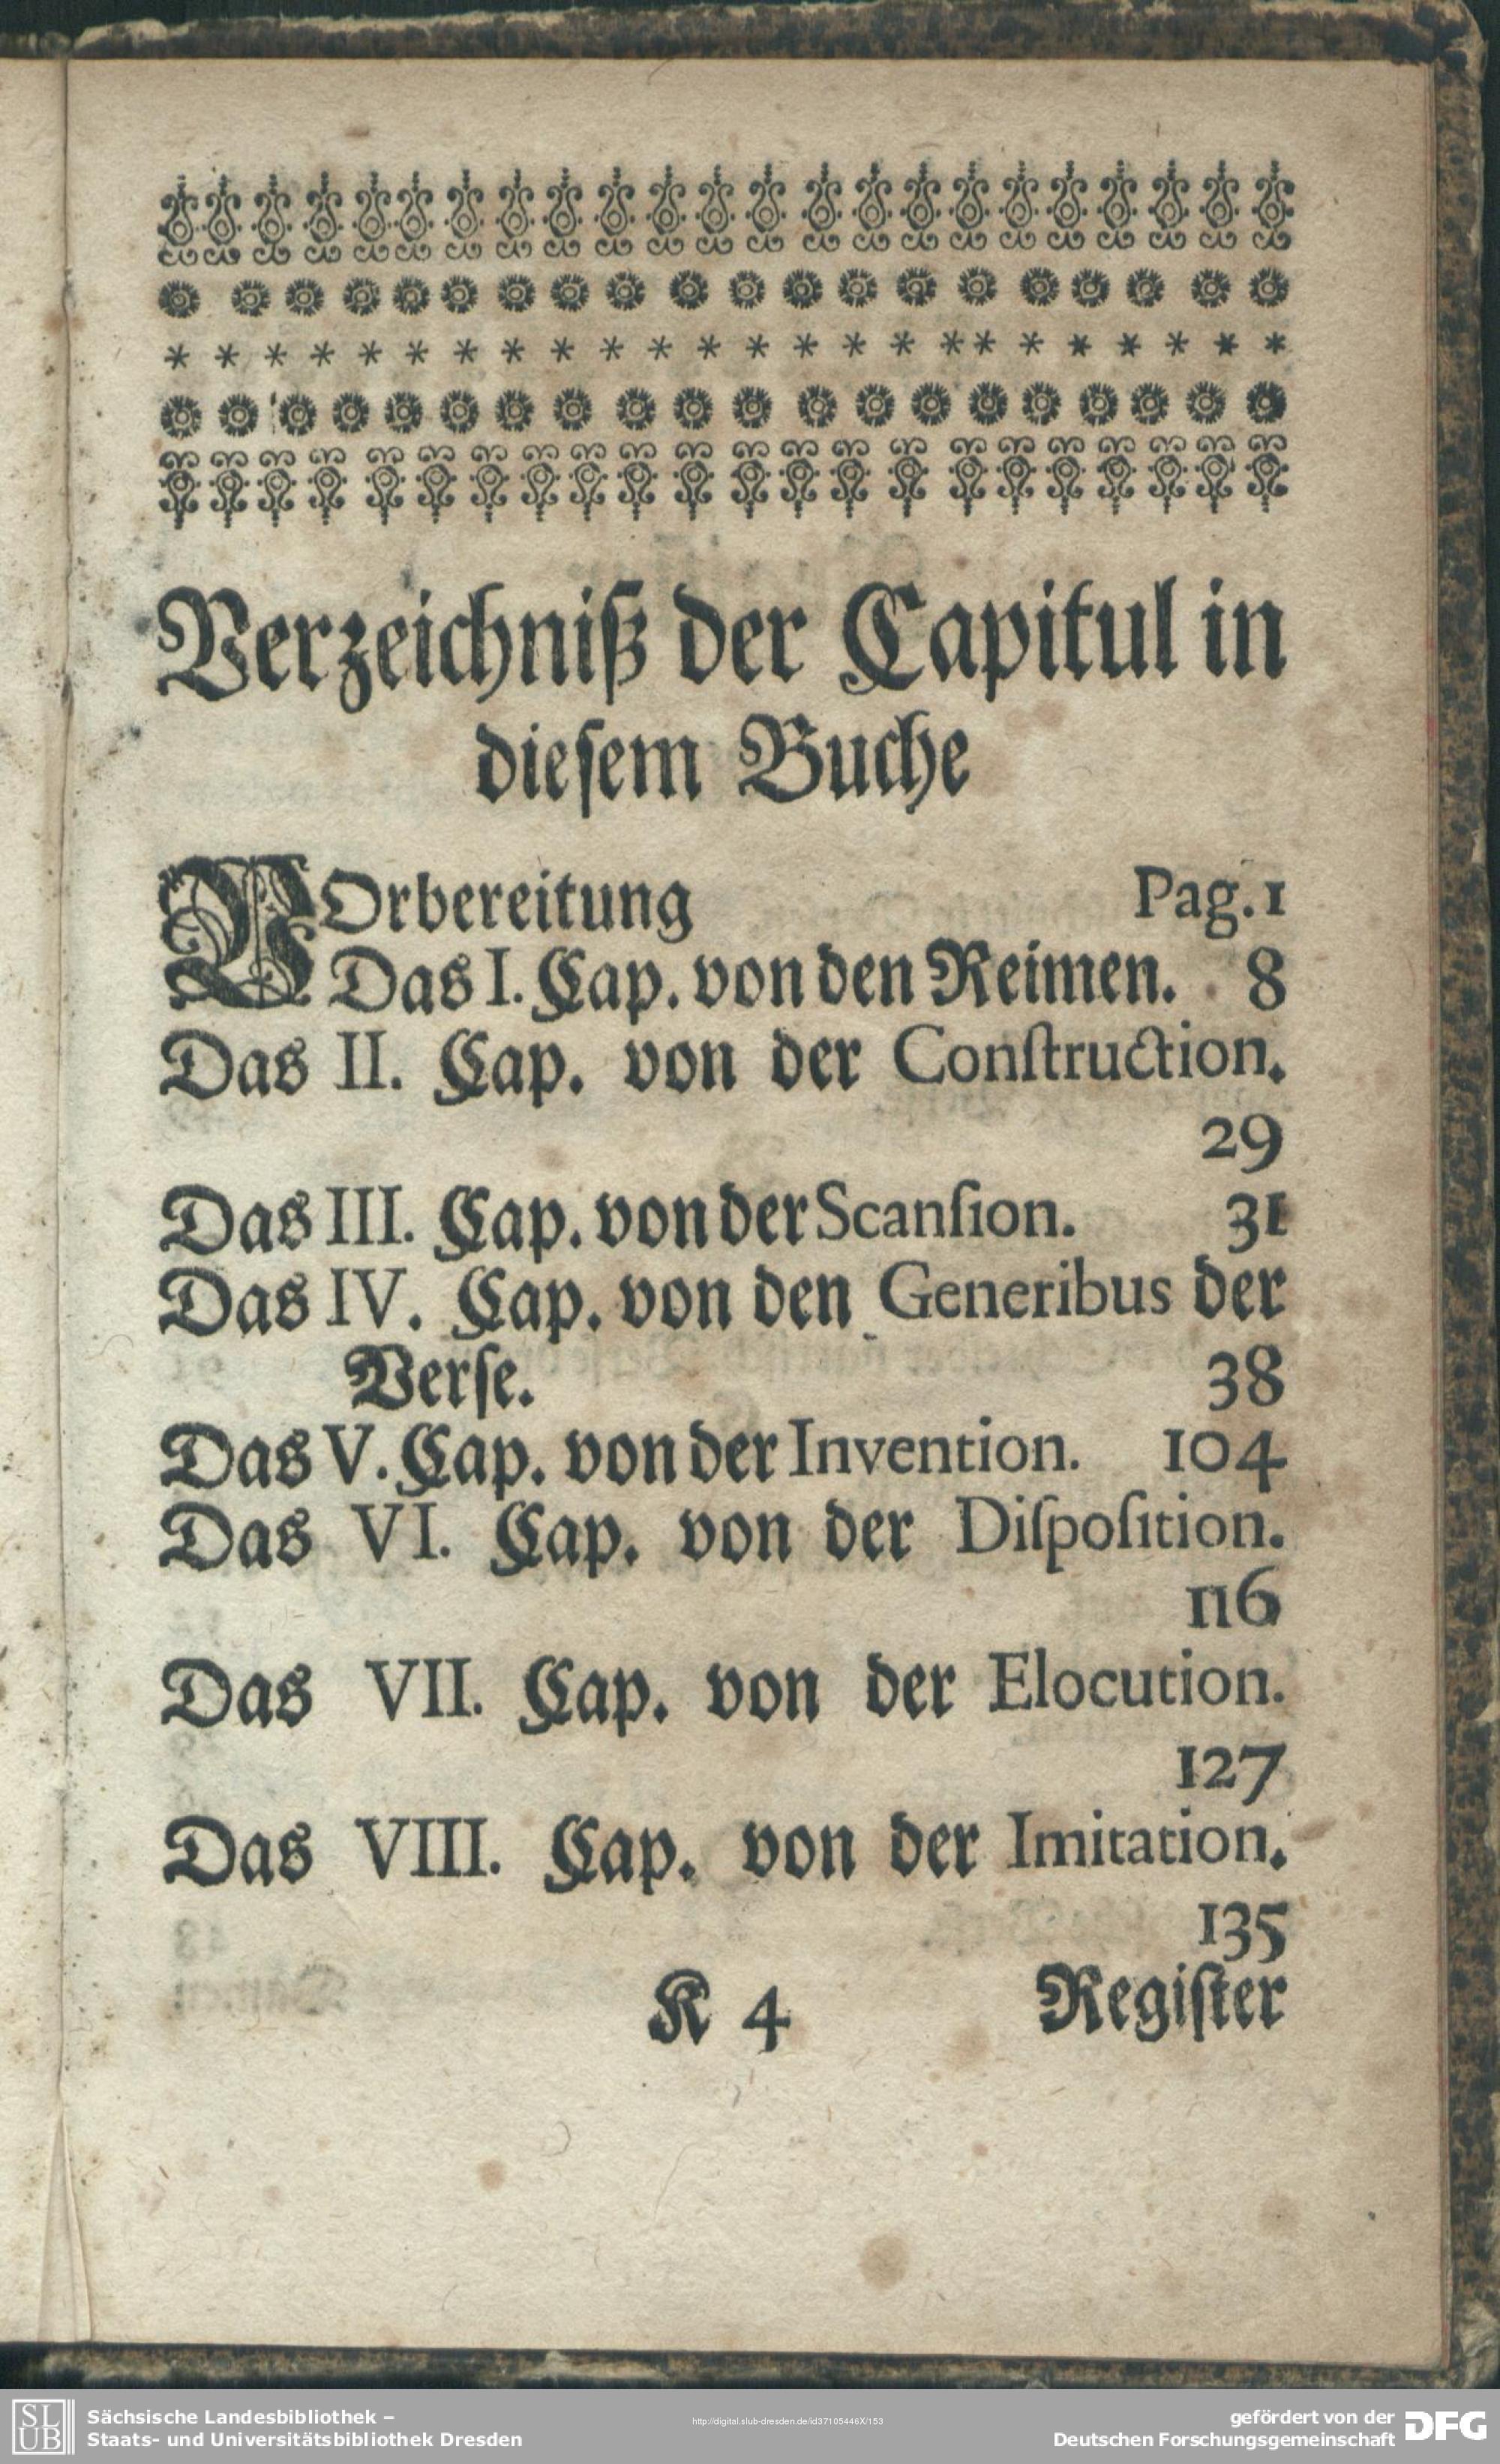 Verzeichniß der Capitul in
dieſem Buche
VOrbereitung Pag. 1
Das I. Cap. von den Reimen. 8
Das II. Cap. von der Conſtruction.
29
Das III. Cap. von der Scanſion. 31
Das IV. Cap. von den Generibus der
Verſe. 38
Das V. Cap. von der Invention. 104
Das VI. Cap. von der Diſpoſition.
116
Das VII. Cap. von der Elocution.
127
Das VIII. Cap. von der Imitation.
135
K 4 Regiſter
SLUB
Sächsische Landesbibliothek –
Staats- und Universitätsbibliothek Dresden
http://digital.slub-dresden.de/id37105446X/153
gefördert von der
Deutschen Forschungsgemeinschaft
DFG